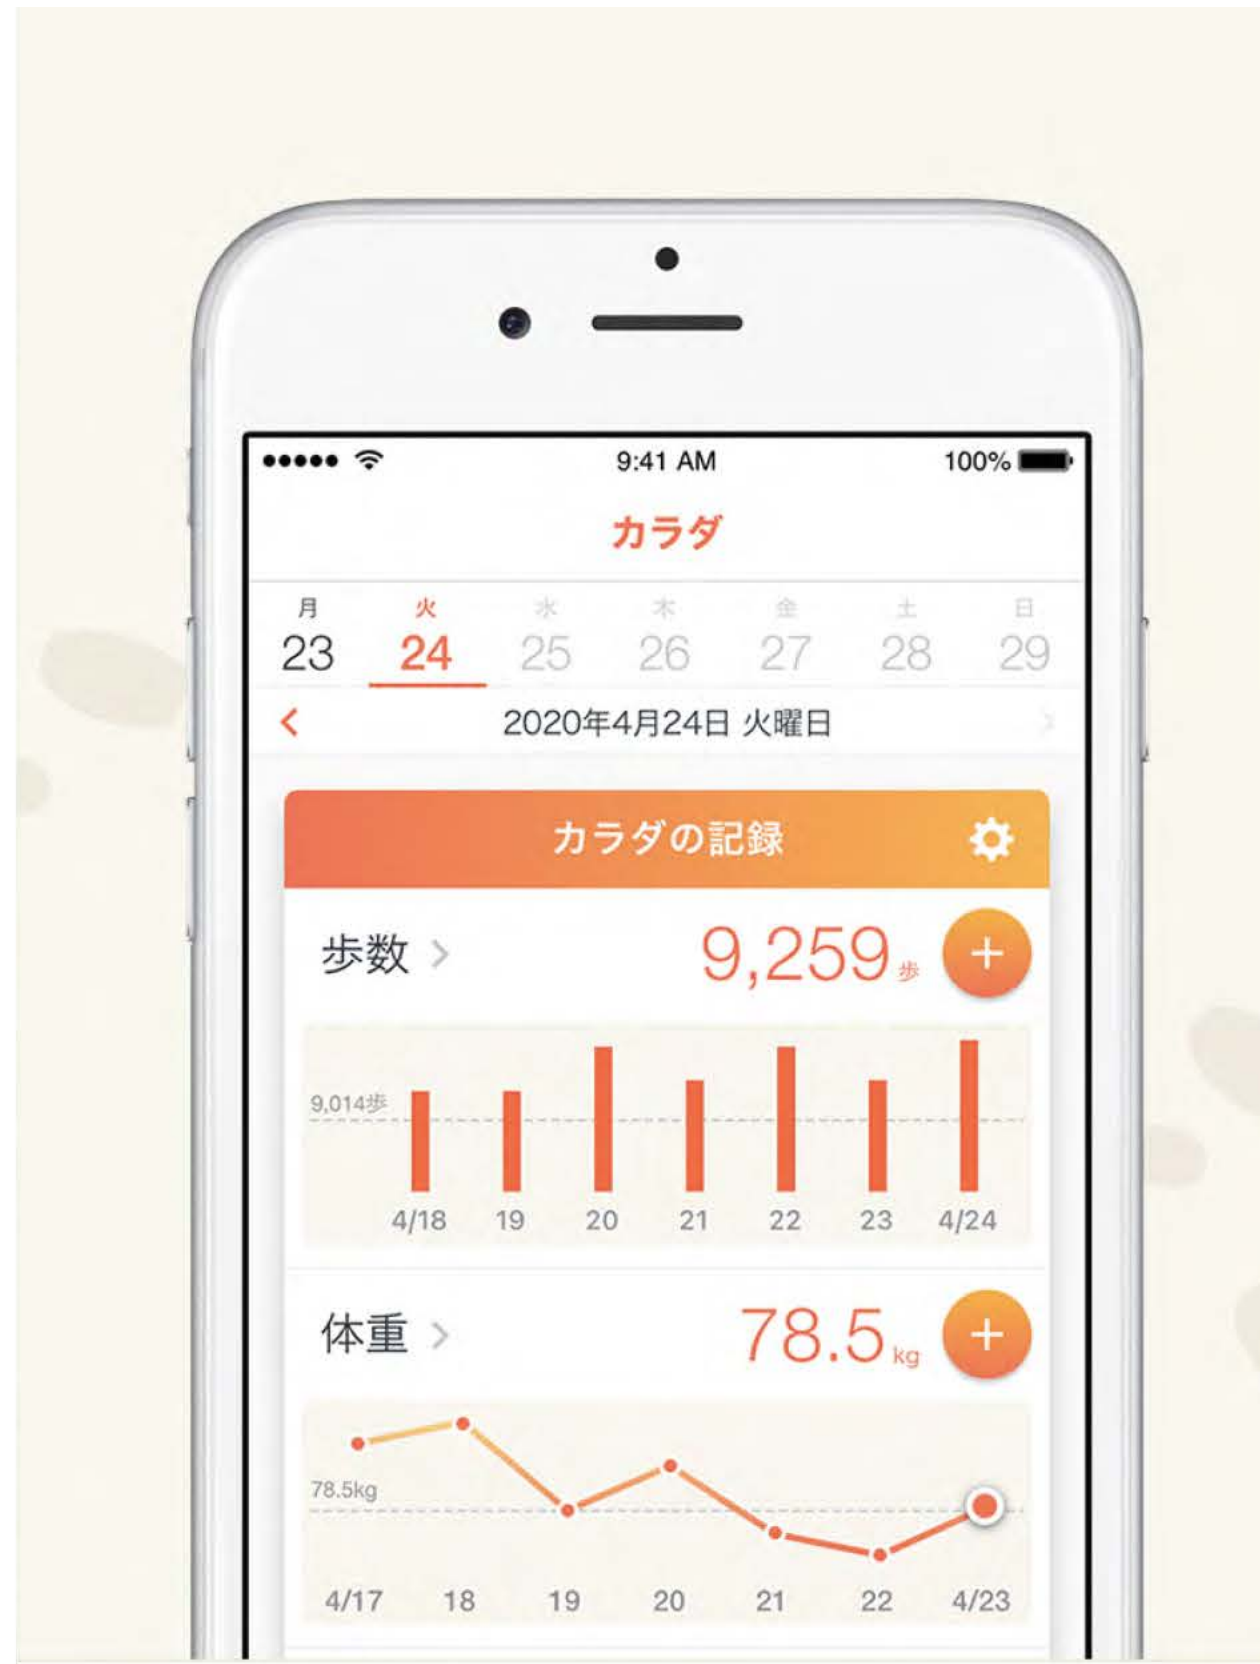 9:41 AM 100%
カラダ
月 火 水 木 金 土 日
23 24 25 26 27 28 29
2020年4月24日 火曜日
カラダの記録
歩数 9,259歩
9,014歩
4/18 19 20 21 22 23 4/24
体重 78.5kg
78.5kg
4/17 18 19 20 21 22 4/23